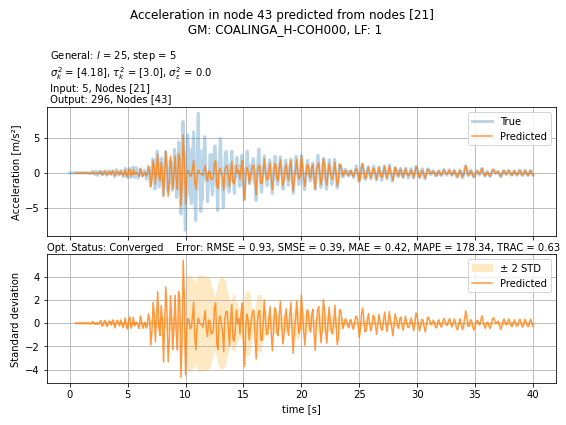 Acceleration in node 43 predicted from nodes [21]
GM: COALINGA_H-COH000, LF: 1
General: l = 25, step = 5
σ²_k = [4.18], τ²_k = [3.0], σ²_ε = 0.0
Input: 5, Nodes [21]
Output: 296, Nodes [43]
Acceleration [m/s²]
5
0
−5
True
Predicted
Opt. Status: Converged Error: RMSE = 0.93, SMSE = 0.39, MAE = 0.42, MAPE = 178.34, TRAC = 0.63
Standard deviation
4
2
0
−2
−4
± 2 STD
Predicted
0 5 10 15 20 25 30 35 40
time [s]